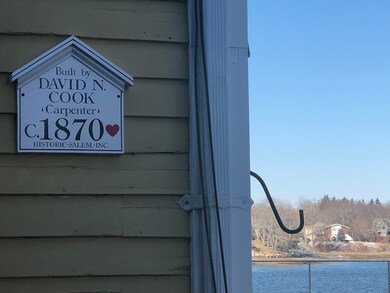 Built by
DAVID N.
COOK
Carpenter
C.1870
HISTORIC SALEM, INC.